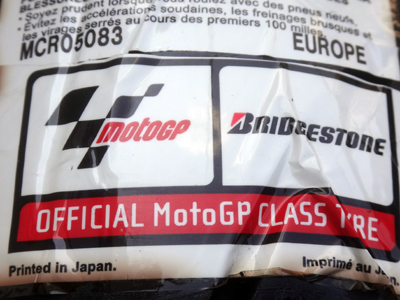 BLESSURE
• Soyez prudent lorsque vous roulez avec des pneus neufs.
Évitez les accélérations soudaines, les freinages brusques et
les virages serrés au cours des premiers 100 milles
MCR05083 EUROPE
motoGP BRIDGESTONE
OFFICIAL MotoGP CLASS TYRE
Printed in Japan. Imprimé au Japon.